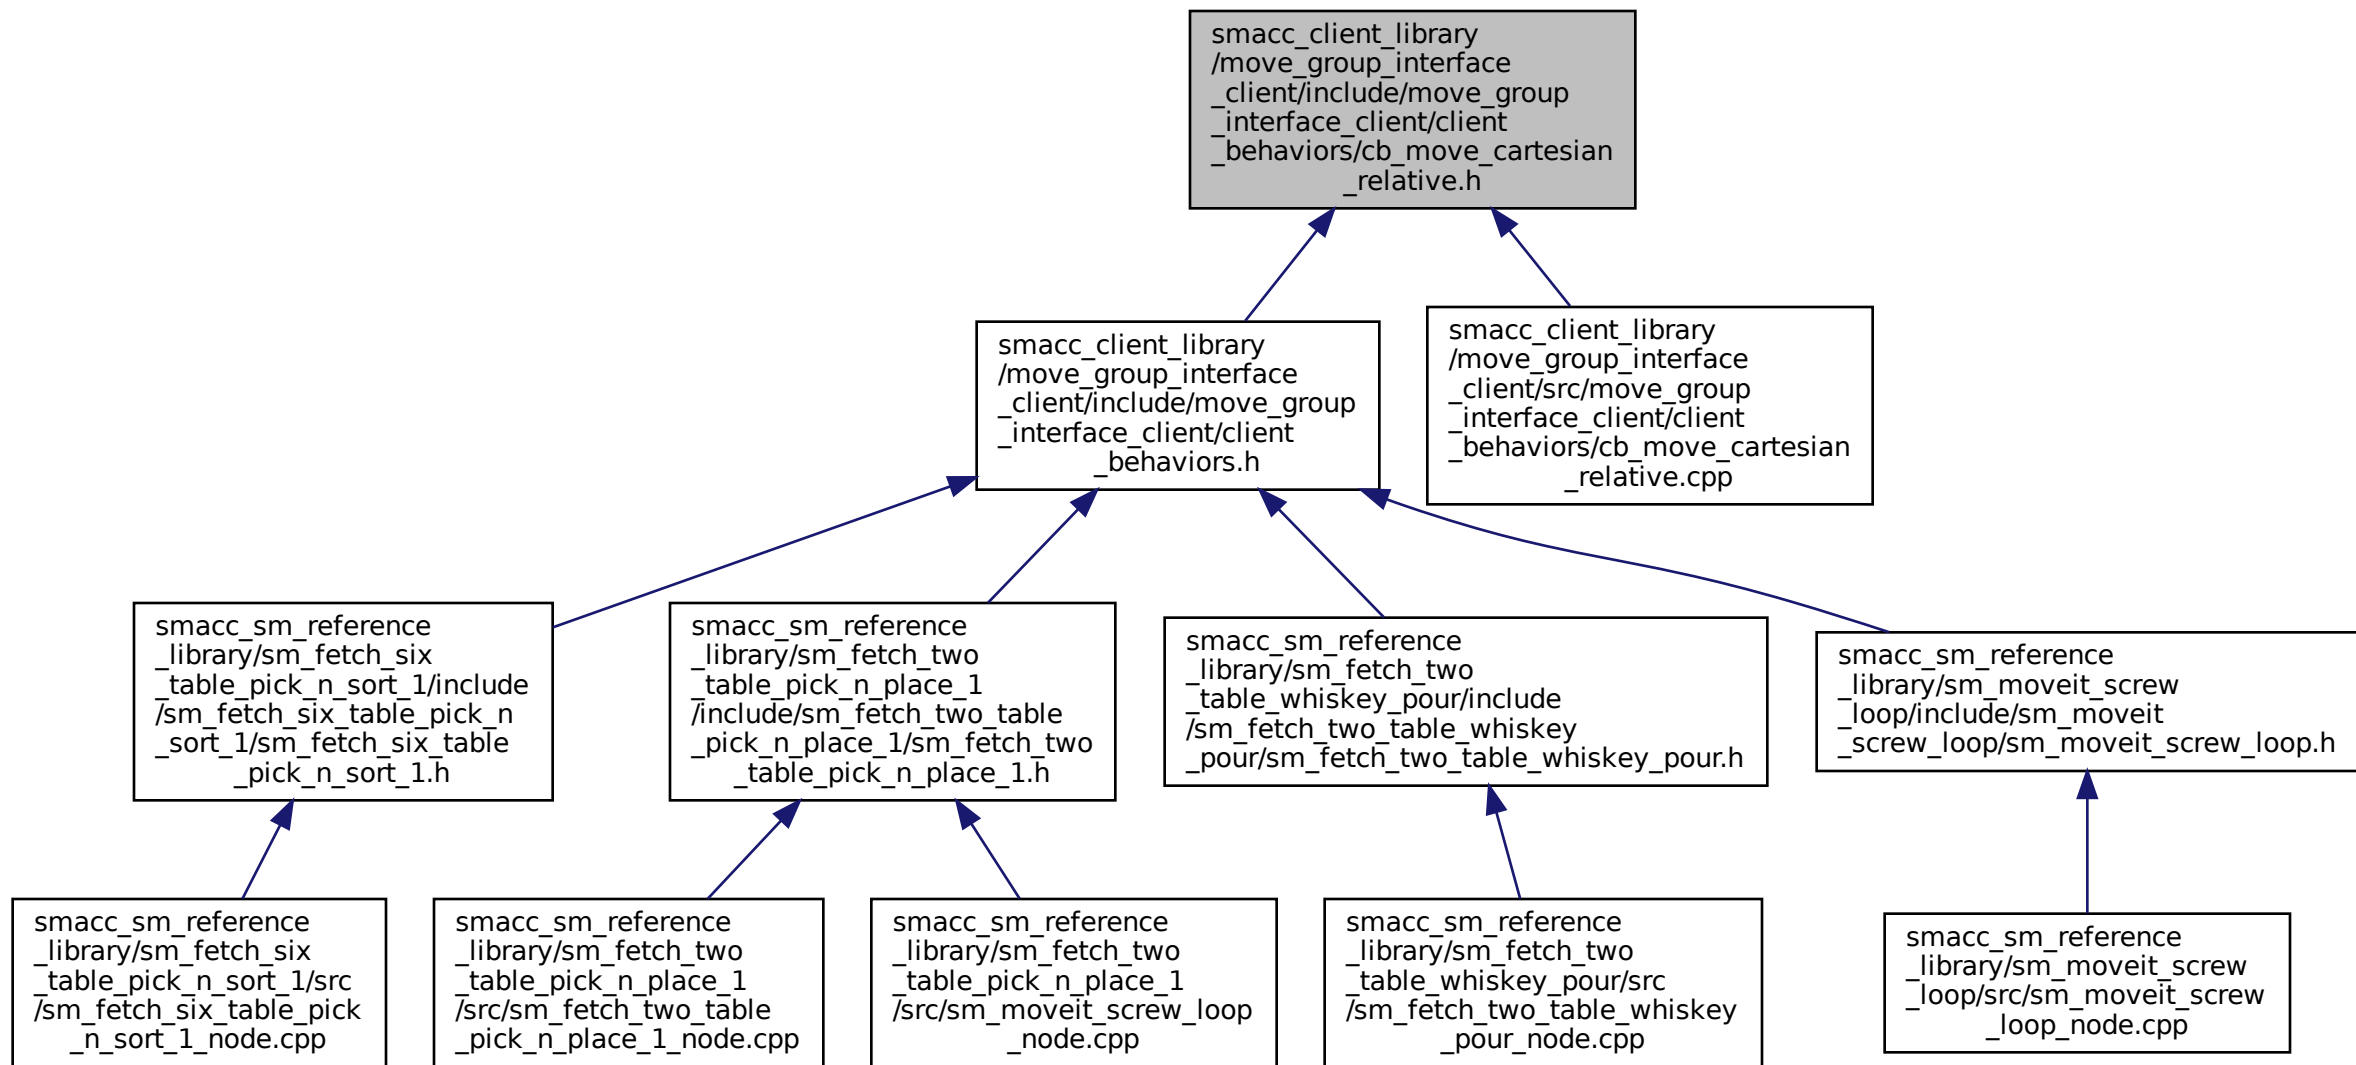 smacc_client_library
/move_group_interface
_client/include/move_group
_interface_client/client
_behaviors/cb_move_cartesian
_relative.h
smacc_client_library
/move_group_interface
_client/include/move_group
_interface_client/client
_behaviors.h
smacc_client_library
/move_group_interface
_client/src/move_group
_interface_client/client
_behaviors/cb_move_cartesian
_relative.cpp
smacc_sm_reference
_library/sm_fetch_six
_table_pick_n_sort_1/include
/sm_fetch_six_table_pick_n
_sort_1/sm_fetch_six_table
_pick_n_sort_1.h
smacc_sm_reference
_library/sm_fetch_two
_table_pick_n_place_1
/include/sm_fetch_two_table
_pick_n_place_1/sm_fetch_two
_table_pick_n_place_1.h
smacc_sm_reference
_library/sm_fetch_two
_table_whiskey_pour/include
/sm_fetch_two_table_whiskey
_pour/sm_fetch_two_table_whiskey_pour.h
smacc_sm_reference
_library/sm_moveit_screw
_loop/include/sm_moveit
_screw_loop/sm_moveit_screw_loop.h
smacc_sm_reference
_library/sm_fetch_six
_table_pick_n_sort_1/src
/sm_fetch_six_table_pick
_n_sort_1_node.cpp
smacc_sm_reference
_library/sm_fetch_two
_table_pick_n_place_1
/src/sm_fetch_two_table
_pick_n_place_1_node.cpp
smacc_sm_reference
_library/sm_fetch_two
_table_pick_n_place_1
/src/sm_moveit_screw_loop
_node.cpp
smacc_sm_reference
_library/sm_fetch_two
_table_whiskey_pour/src
/sm_fetch_two_table_whiskey
_pour_node.cpp
smacc_sm_reference
_library/sm_moveit_screw
_loop/src/sm_moveit_screw
_loop_node.cpp